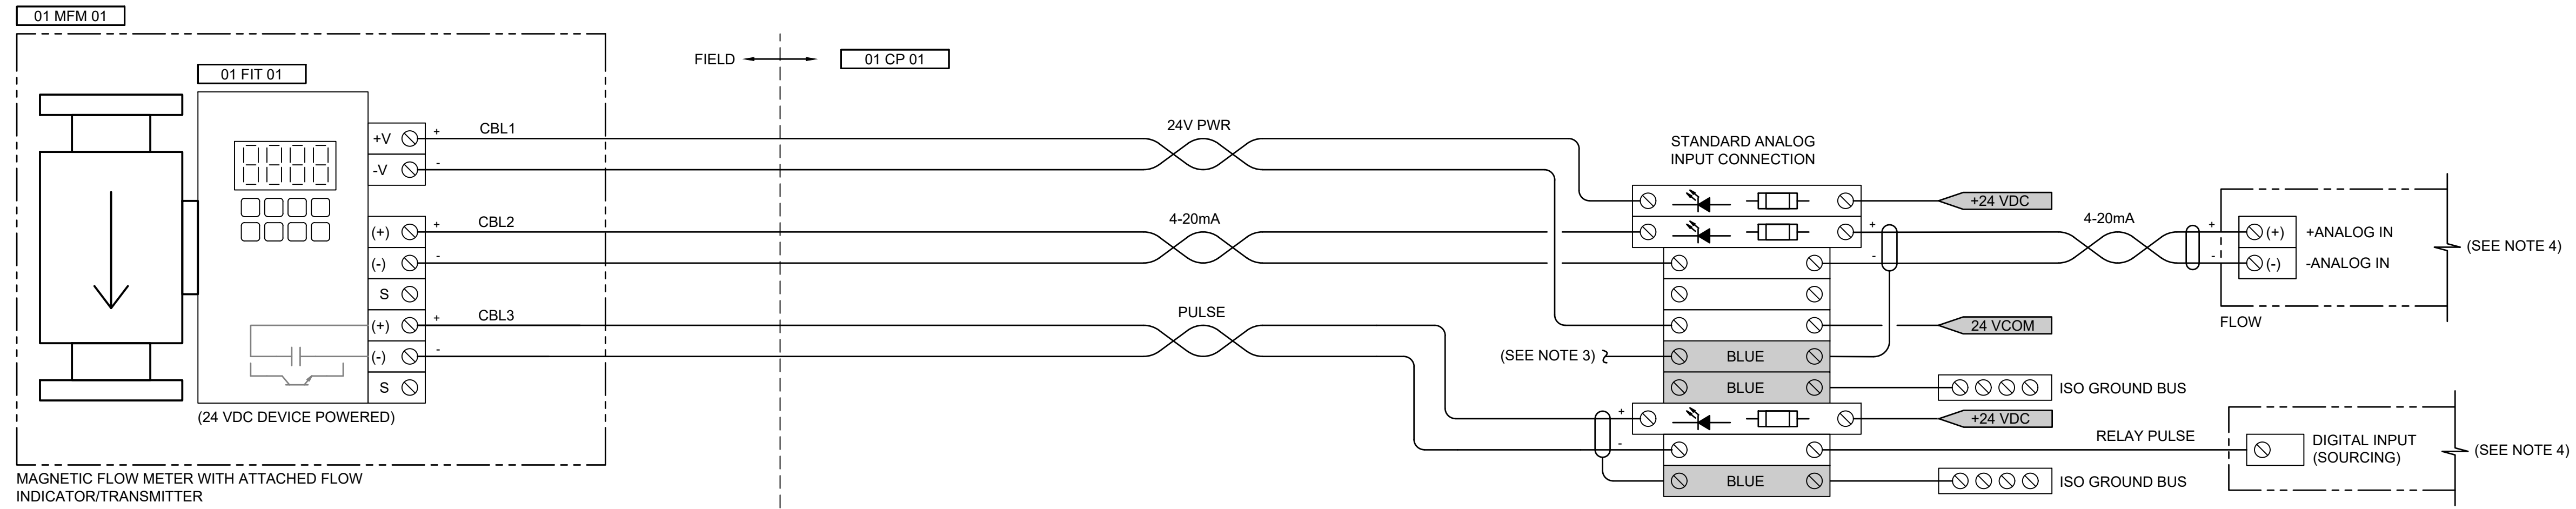 01 MFM 01
01 FIT 01
FIELD
01 CP 01
+V
-V
+
-
CBL1
24V PWR
(+)
(-)
S
+
-
CBL2
4-20mA
(+)
(-)
S
+
-
CBL3
PULSE
(24 VDC DEVICE POWERED)
MAGNETIC FLOW METER WITH ATTACHED FLOW
INDICATOR/TRANSMITTER
STANDARD ANALOG
INPUT CONNECTION
+24 VDC
+
-
4-20mA
+
-
(+)
+ANALOG IN
(-)
-ANALOG IN
(SEE NOTE 4)
FLOW
24 VCOM
(SEE NOTE 3)
BLUE
BLUE
ISO GROUND BUS
+
-
+24 VDC
RELAY PULSE
DIGITAL INPUT
(SOURCING)
(SEE NOTE 4)
BLUE
ISO GROUND BUS